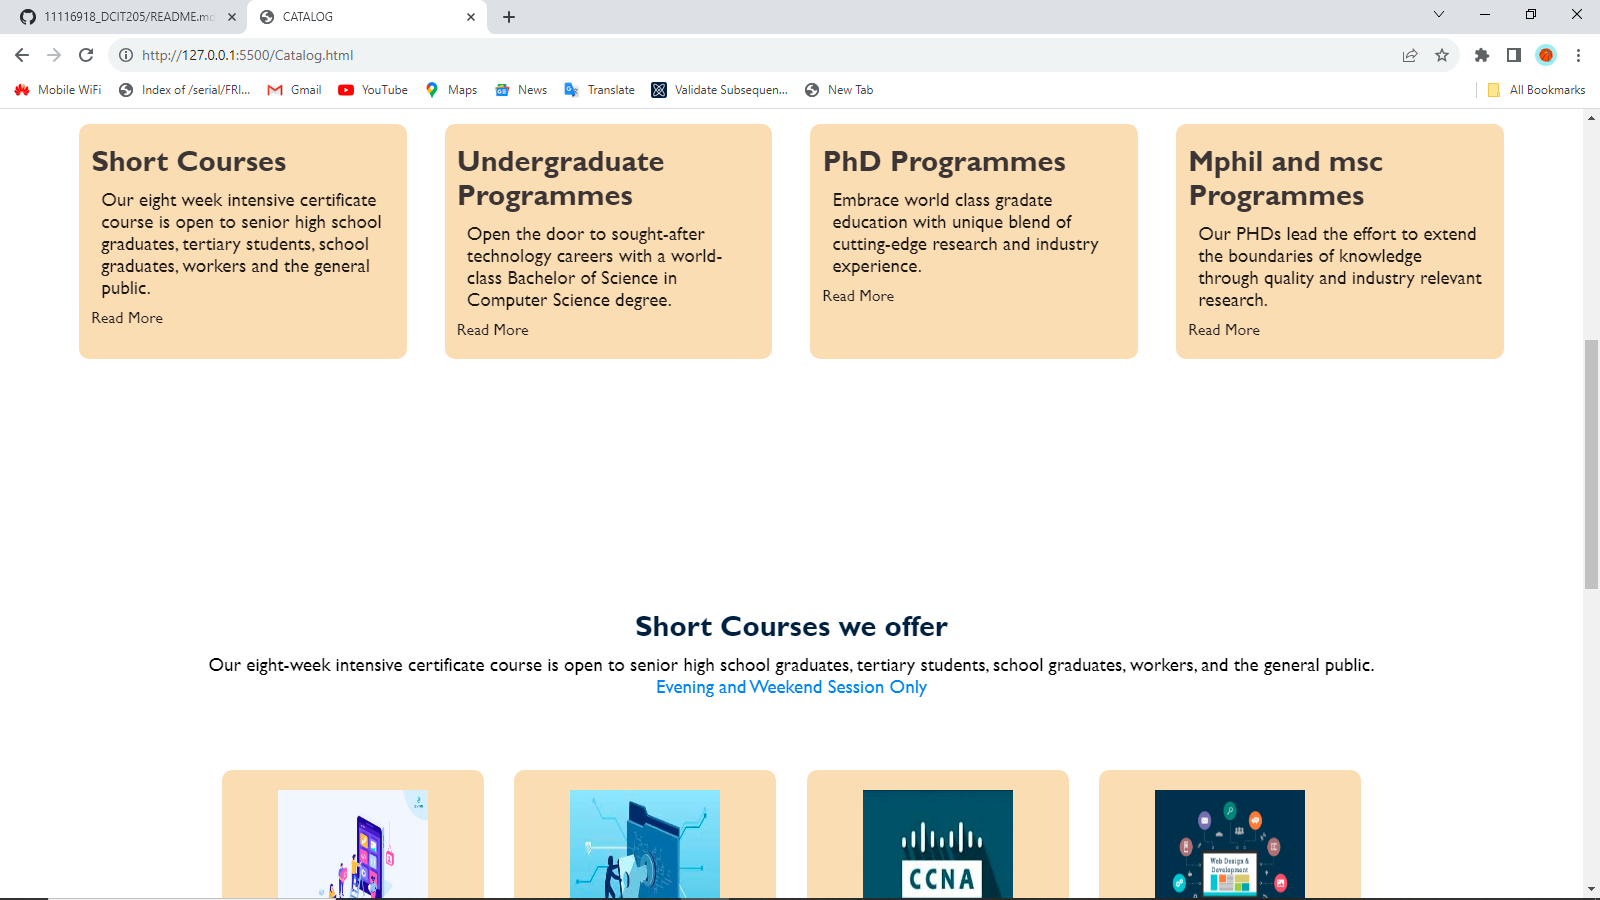 11116918_DCIT205/README.md
CATALOG
http://127.0.0.1:5500/Catalog.html
Mobile WiFi
Index of /serial/FRI...
Gmail
YouTube
Maps
News
Translate
Validate Subsequen...
New Tab
All Bookmarks
Short Courses
Our eight week intensive certificate
course is open to senior high school
graduates, tertiary students, school
graduates, workers and the general
public.
Read More
Undergraduate
Programmes
Open the door to sought-after
technology careers with a world-
class Bachelor of Science in
Computer Science degree.
Read More
PhD Programmes
Embrace world class gradate
education with unique blend of
cutting-edge research and industry
experience.
Read More
Mphil and msc
Programmes
Our PHDs lead the effort to extend
the boundaries of knowledge
through quality and industry relevant
research.
Read More
Short Courses we offer
Our eight-week intensive certificate course is open to senior high school graduates, tertiary students, school graduates, workers, and the general public.
Evening and Weekend Session Only
CCNA
Web Design &
Development